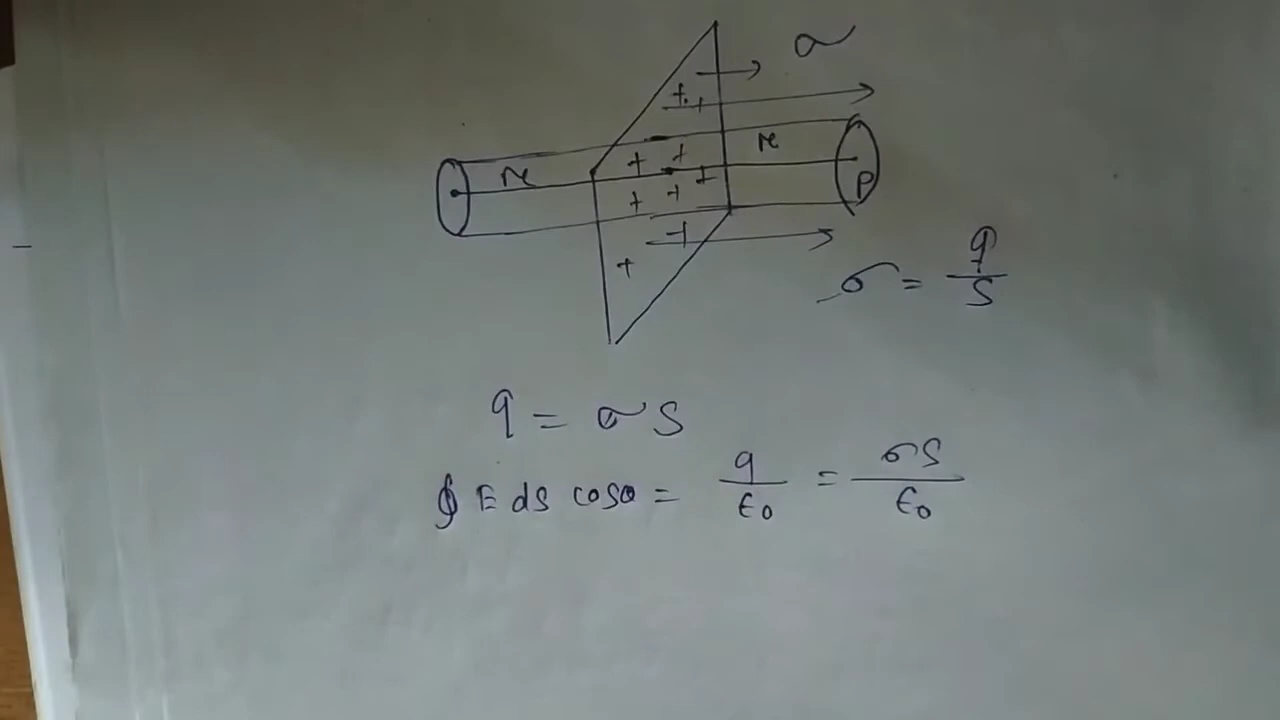 σ
+ +
r + + r
+ P
+ +
+
+
σ = q/S
q = σ S
∮ E ds cosθ = q/ε₀ = σS/ε₀